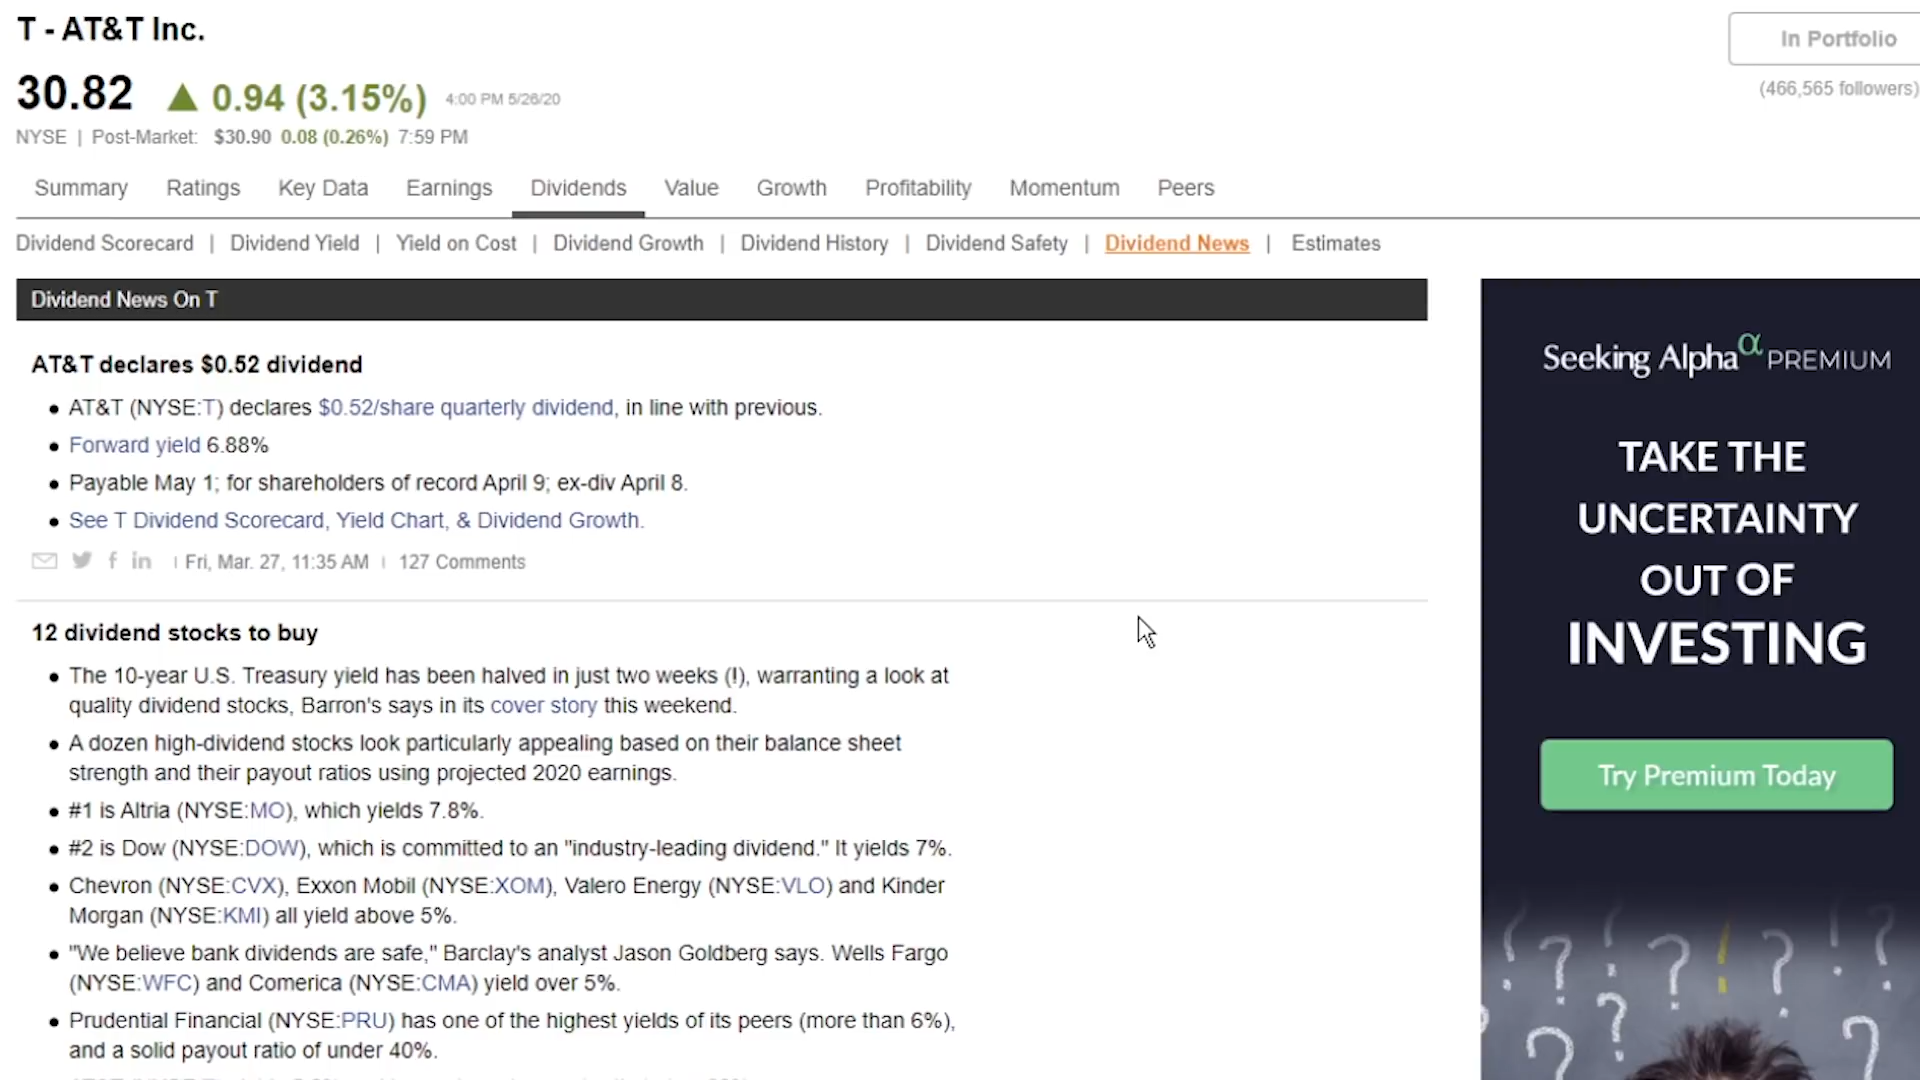 T - AT&T Inc.
In Portfolio
30.82 ▲ 0.94 (3.15%) 4:00 PM 5/26/20
(466,565 followers)
NYSE | Post-Market: $30.90 0.08 (0.26%) 7:59 PM
Summary Ratings Key Data Earnings Dividends Value Growth Profitability Momentum Peers
Dividend Scorecard | Dividend Yield | Yield on Cost | Dividend Growth | Dividend History | Dividend Safety | Dividend News | Estimates
Dividend News On T
AT&T declares $0.52 dividend
• AT&T (NYSE:T) declares $0.52/share quarterly dividend, in line with previous.
• Forward yield 6.88%
• Payable May 1; for shareholders of record April 9; ex-div April 8.
• See T Dividend Scorecard, Yield Chart, & Dividend Growth.
Fri, Mar. 27, 11:35 AM | 127 Comments
12 dividend stocks to buy
• The 10-year U.S. Treasury yield has been halved in just two weeks (!), warranting a look at
quality dividend stocks, Barron's says in its cover story this weekend.
• A dozen high-dividend stocks look particularly appealing based on their balance sheet
strength and their payout ratios using projected 2020 earnings.
• #1 is Altria (NYSE:MO), which yields 7.8%.
• #2 is Dow (NYSE:DOW), which is committed to an "industry-leading dividend." It yields 7%.
• Chevron (NYSE:CVX), Exxon Mobil (NYSE:XOM), Valero Energy (NYSE:VLO) and Kinder
Morgan (NYSE:KMI) all yield above 5%.
• "We believe bank dividends are safe," Barclay's analyst Jason Goldberg says. Wells Fargo
(NYSE:WFC) and Comerica (NYSE:CMA) yield over 5%.
• Prudential Financial (NYSE:PRU) has one of the highest yields of its peers (more than 6%),
and a solid payout ratio of under 40%.
Seeking Alpha α PREMIUM
TAKE THE
UNCERTAINTY
OUT OF
INVESTING
Try Premium Today